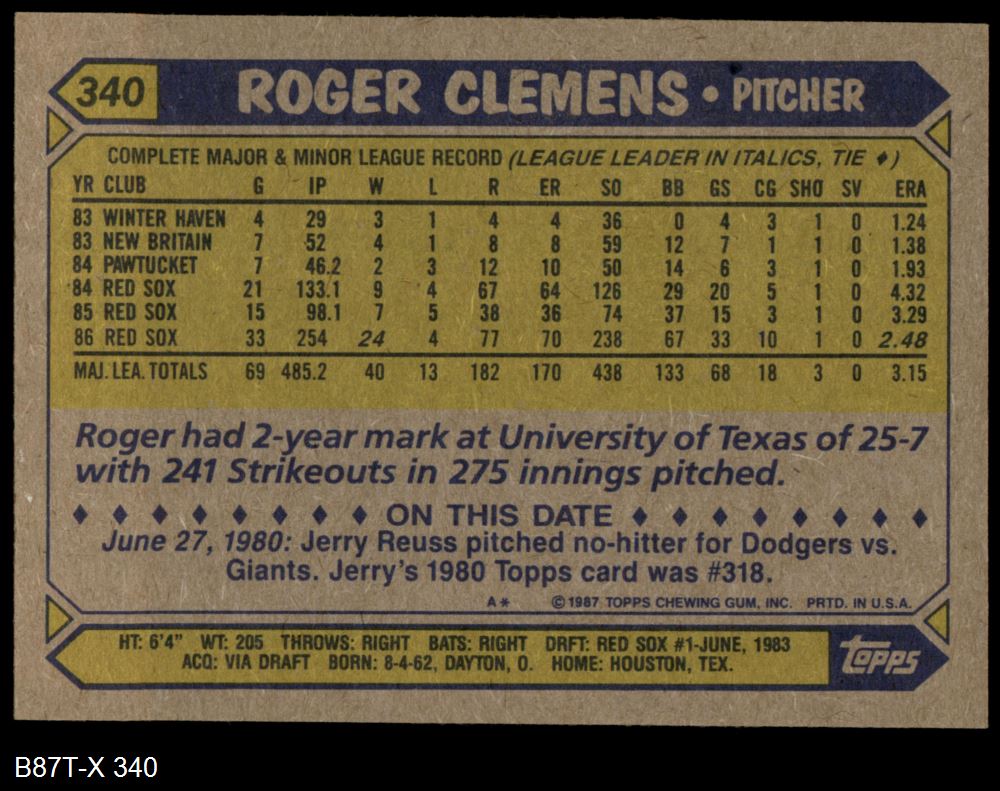 340 ROGER CLEMENS • PITCHER
COMPLETE MAJOR & MINOR LEAGUE RECORD (LEAGUE LEADER IN ITALICS, TIE ♦)
YR CLUB G IP W L R ER SO BB GS CG SHO SV ERA
83 WINTER HAVEN 4 29 3 1 4 4 36 0 4 3 1 0 1.24
83 NEW BRITAIN 7 52 4 1 8 8 59 12 7 1 1 0 1.38
84 PAWTUCKET 7 46.2 2 3 12 10 50 14 6 3 1 0 1.93
84 RED SOX 21 133.1 9 4 67 64 126 29 20 5 1 0 4.32
85 RED SOX 15 98.1 7 5 38 36 74 37 15 3 1 0 3.29
86 RED SOX 33 254 24 4 77 70 238 67 33 10 1 0 2.48
MAJ. LEA. TOTALS 69 485.2 40 13 182 170 438 133 68 18 3 0 3.15
Roger had 2-year mark at University of Texas of 25-7
with 241 Strikeouts in 275 innings pitched.
♦ ♦ ♦ ♦ ♦ ♦ ♦ ♦ ON THIS DATE ♦ ♦ ♦ ♦ ♦ ♦ ♦ ♦
June 27, 1980: Jerry Reuss pitched no-hitter for Dodgers vs.
Giants. Jerry's 1980 Topps card was #318.
A* © 1987 TOPPS CHEWING GUM, INC. PRTD. IN U.S.A.
HT: 6'4" WT: 205 THROWS: RIGHT BATS: RIGHT DRFT: RED SOX #1-JUNE, 1983
ACQ: VIA DRAFT BORN: 8-4-62, DAYTON, O. HOME: HOUSTON, TEX.
topps
B87T-X 340